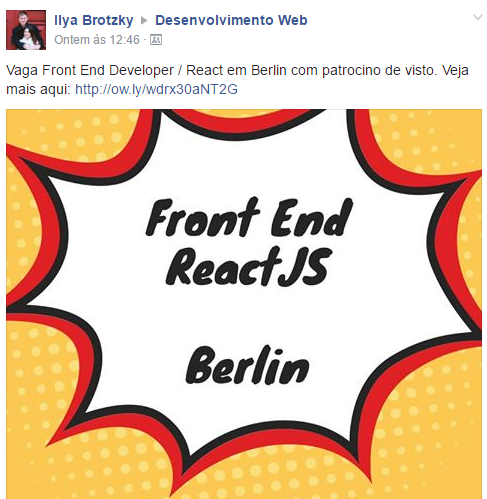 Ilya Brotzky ▶ Desenvolvimento Web
Ontem às 12:46 ·
Vaga Front End Developer / React em Berlin com patrocino de visto. Veja
mais aqui: http://ow.ly/wdrx30aNT2G
Front End
ReactJS
Berlin